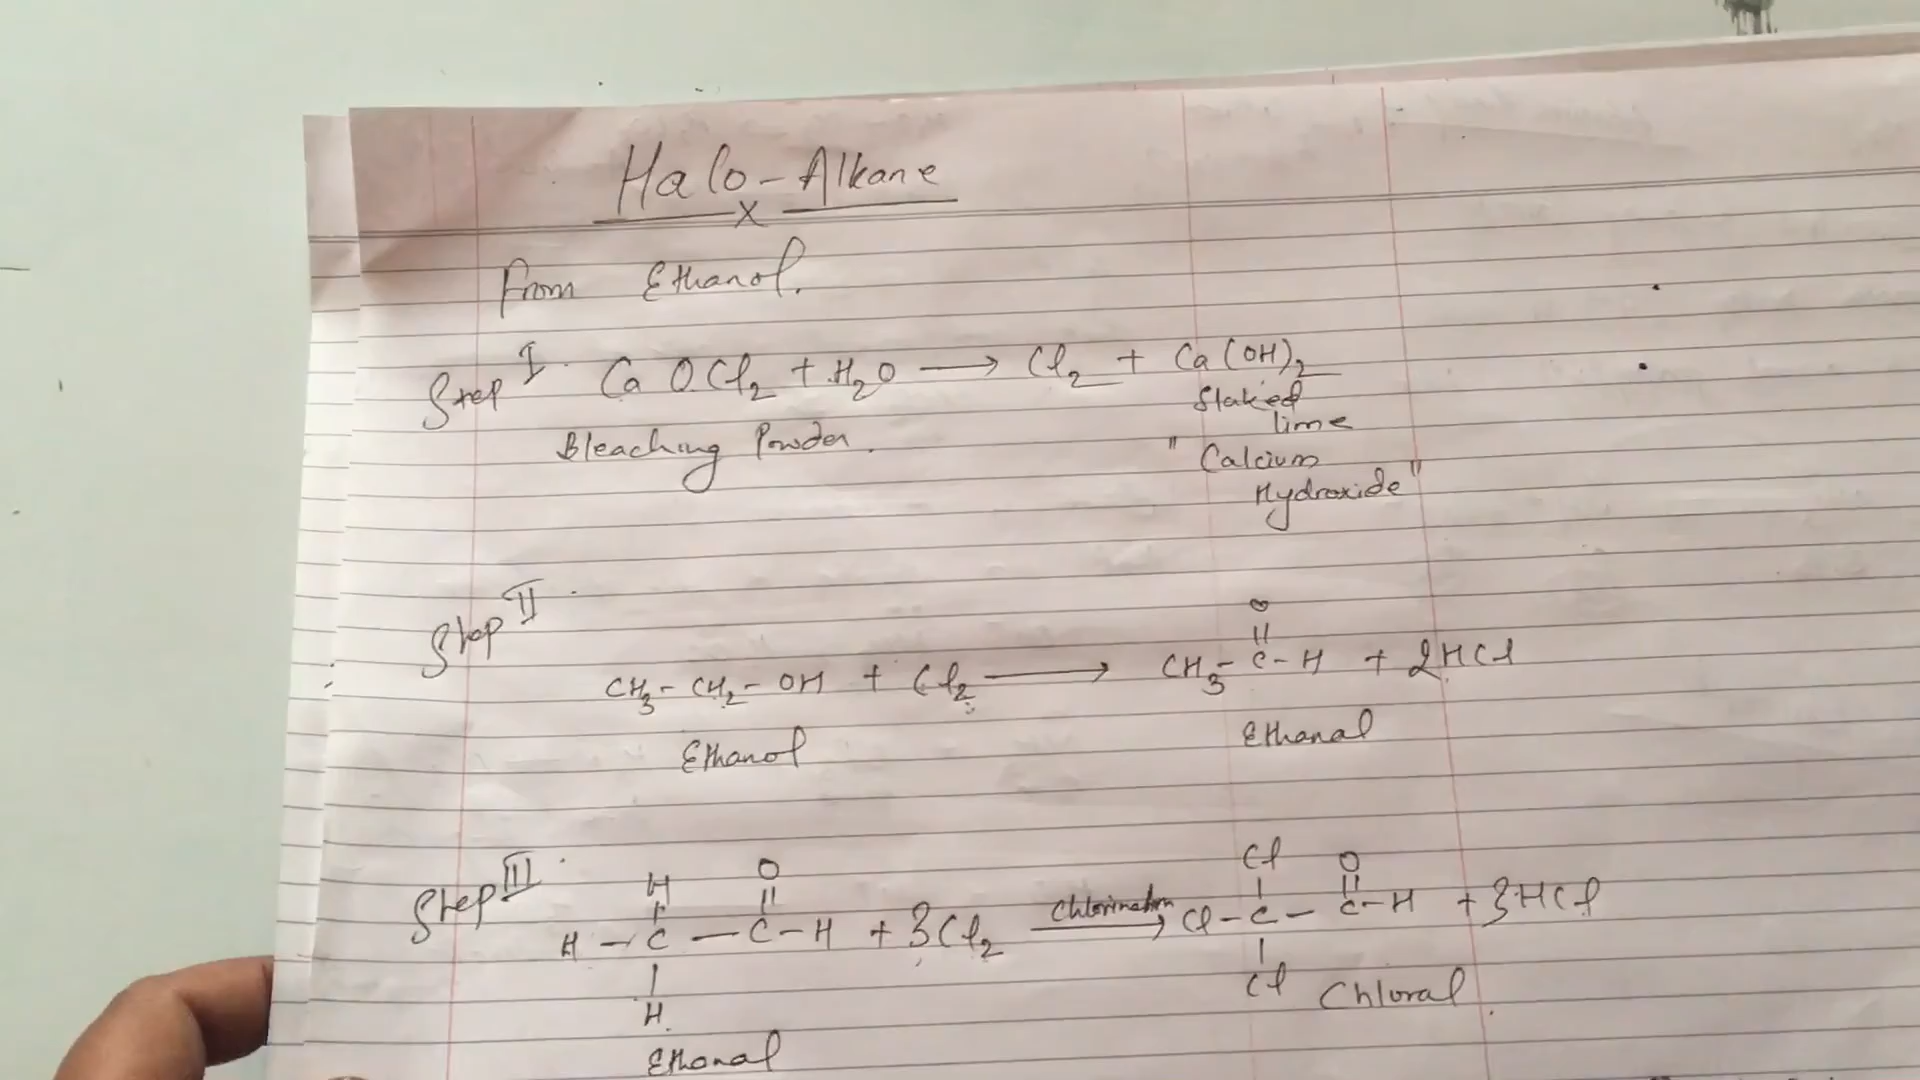 Halo-Alkane
x
From Ethanol.
Step I. CaOCl₂ + H₂O ⟶ Cl₂ + Ca(OH)₂
Bleaching Powder.
Slaked
lime
"Calcium
Hydroxide"
Step II.
O
||
CH₃-CH₂-OH + Cl₂ ⟶ CH₃-C-H + 2HCl
Ethanol Ethanal
Step III.
H O Cl O
| || | ||
H-C-C-H + 3Cl₂ Chlorination ⟶ Cl-C-C-H + 3HCl
| |
H. Cl
Ethanal Chloral.